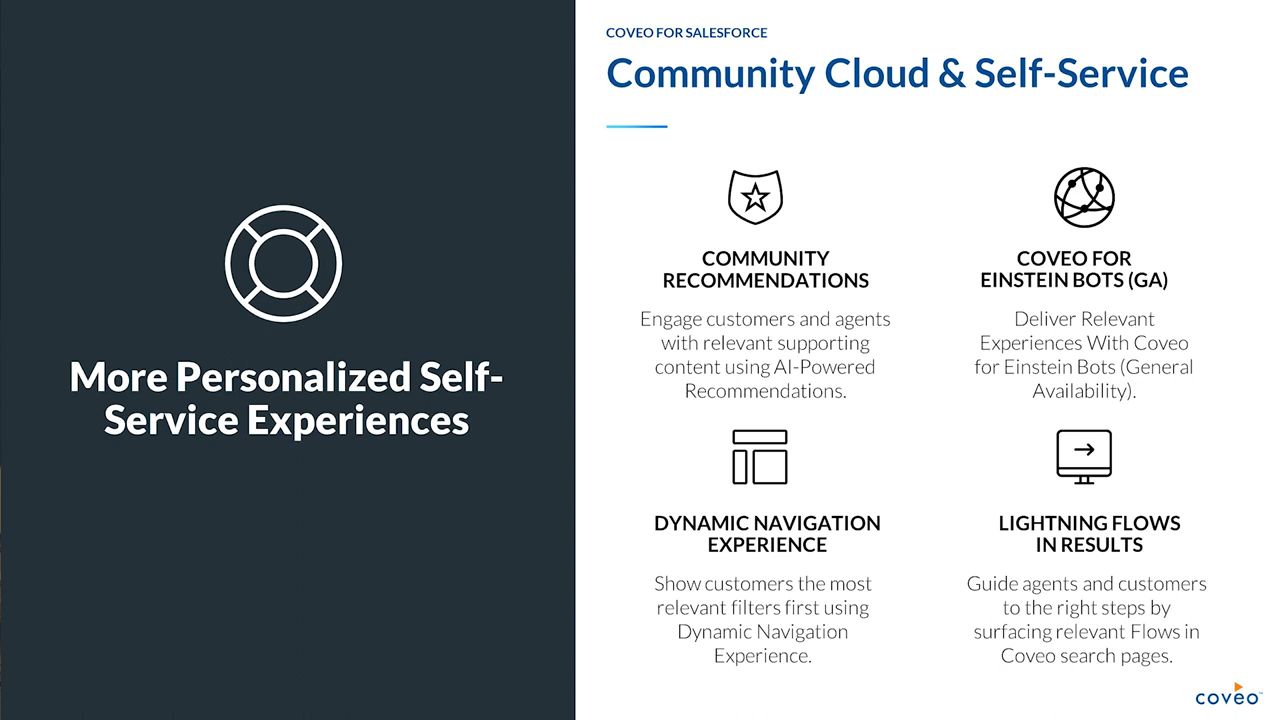 More Personalized Self-
Service Experiences
COVEO FOR SALESFORCE
Community Cloud & Self-Service
COMMUNITY
RECOMMENDATIONS
Engage customers and agents
with relevant supporting
content using AI-Powered
Recommendations.
COVEO FOR
EINSTEIN BOTS (GA)
Deliver Relevant
Experiences With Coveo
for Einstein Bots (General
Availability).
DYNAMIC NAVIGATION
EXPERIENCE
Show customers the most
relevant filters first using
Dynamic Navigation
Experience.
LIGHTNING FLOWS
IN RESULTS
Guide agents and customers
to the right steps by
surfacing relevant Flows in
Coveo search pages.
coveo™